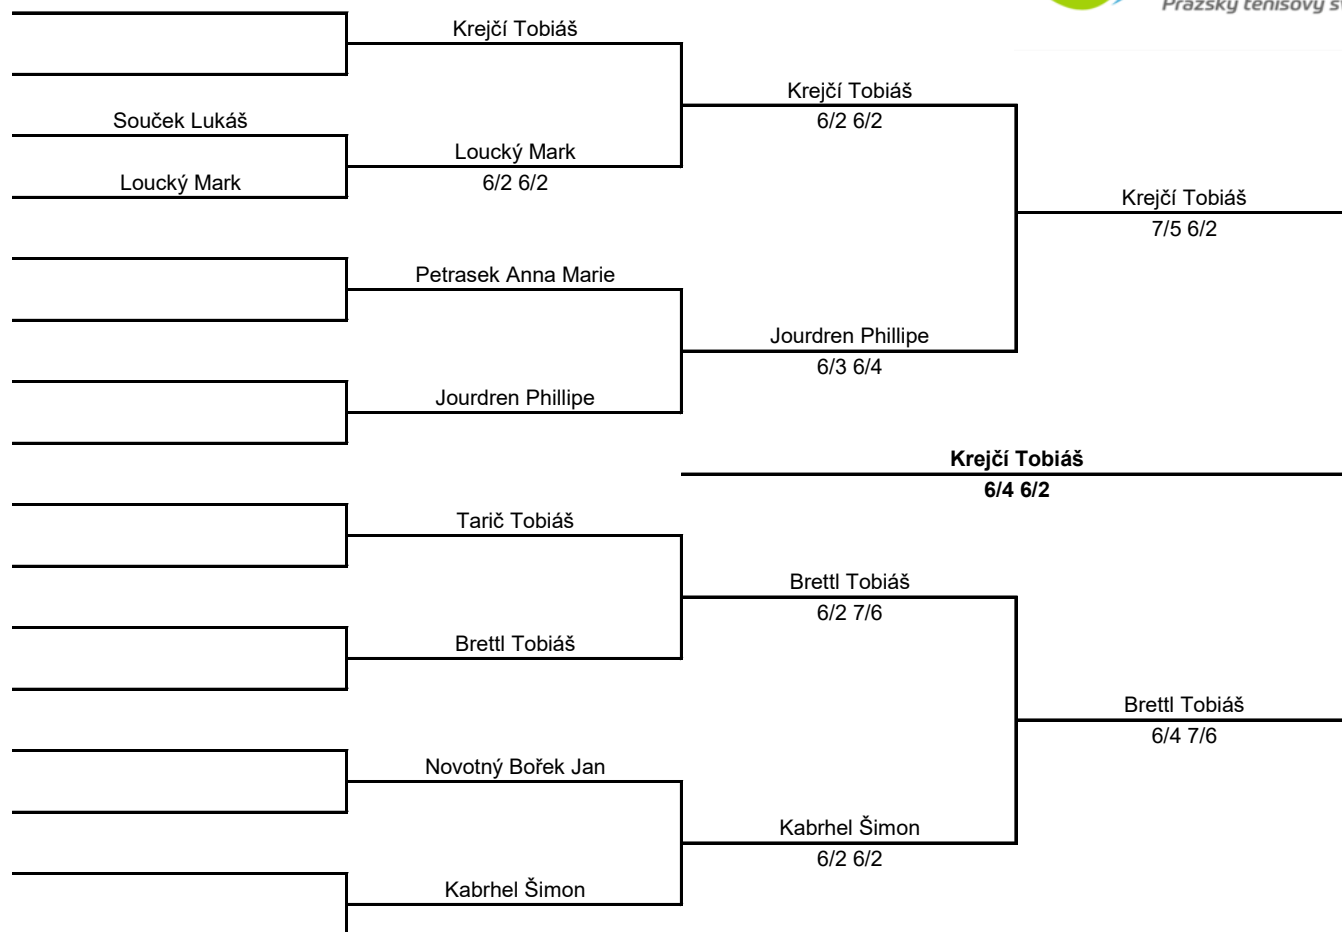 Pražský tenisový
Krejčí Tobiáš
Krejčí Tobiáš
6/2 6/2
Souček Lukáš
Loucký Mark
Loucký Mark
6/2 6/2
Krejčí Tobiáš
7/5 6/2
Petrasek Anna Marie
Jourdren Phillipe
6/3 6/4
Jourdren Phillipe
Krejčí Tobiáš
6/4 6/2
Tarič Tobiáš
Brettl Tobiáš
6/2 7/6
Brettl Tobiáš
Brettl Tobiáš
6/4 7/6
Novotný Bořek Jan
Kabrhel Šimon
6/2 6/2
Kabrhel Šimon